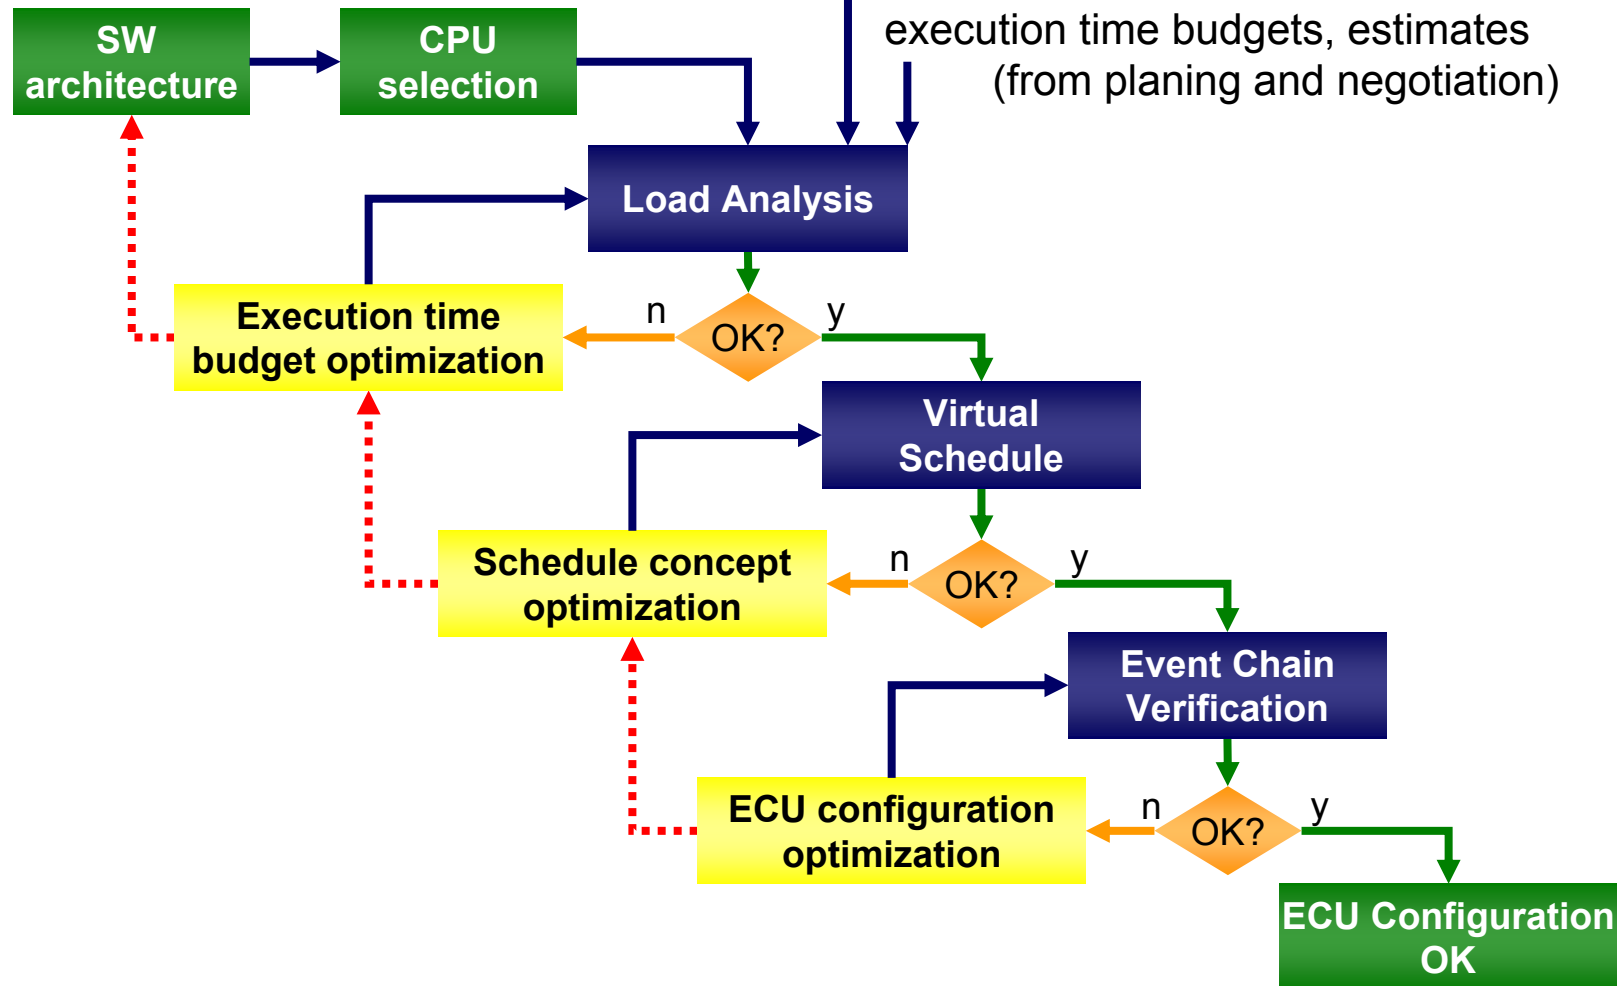 execution time budgets, estimates
(from planing and negotiation)
SW
architecture
CPU
selection
Load Analysis
n
OK?
y
Execution time
budget optimization
Virtual
Schedule
n
OK?
y
Schedule concept
optimization
Event Chain
Verification
n
OK?
y
ECU configuration
optimization
ECU Configuration
OK